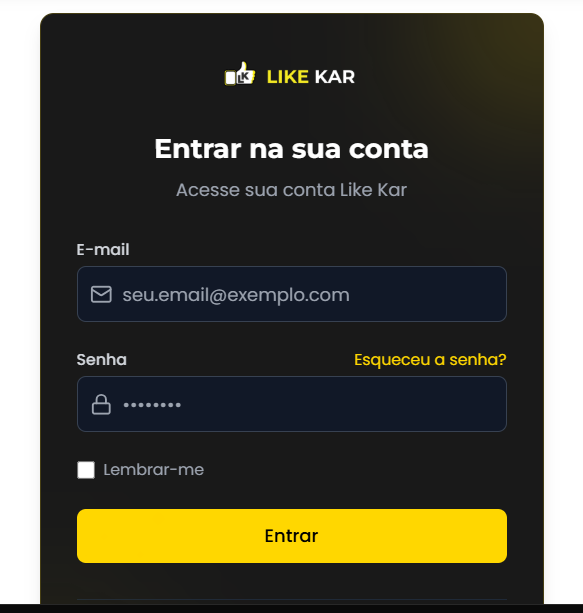 LK LIKE KAR
Entrar na sua conta
Acesse sua conta Like Kar
E-mail
seu.email@exemplo.com
Senha Esqueceu a senha?
••••••••
Lembrar-me
Entrar